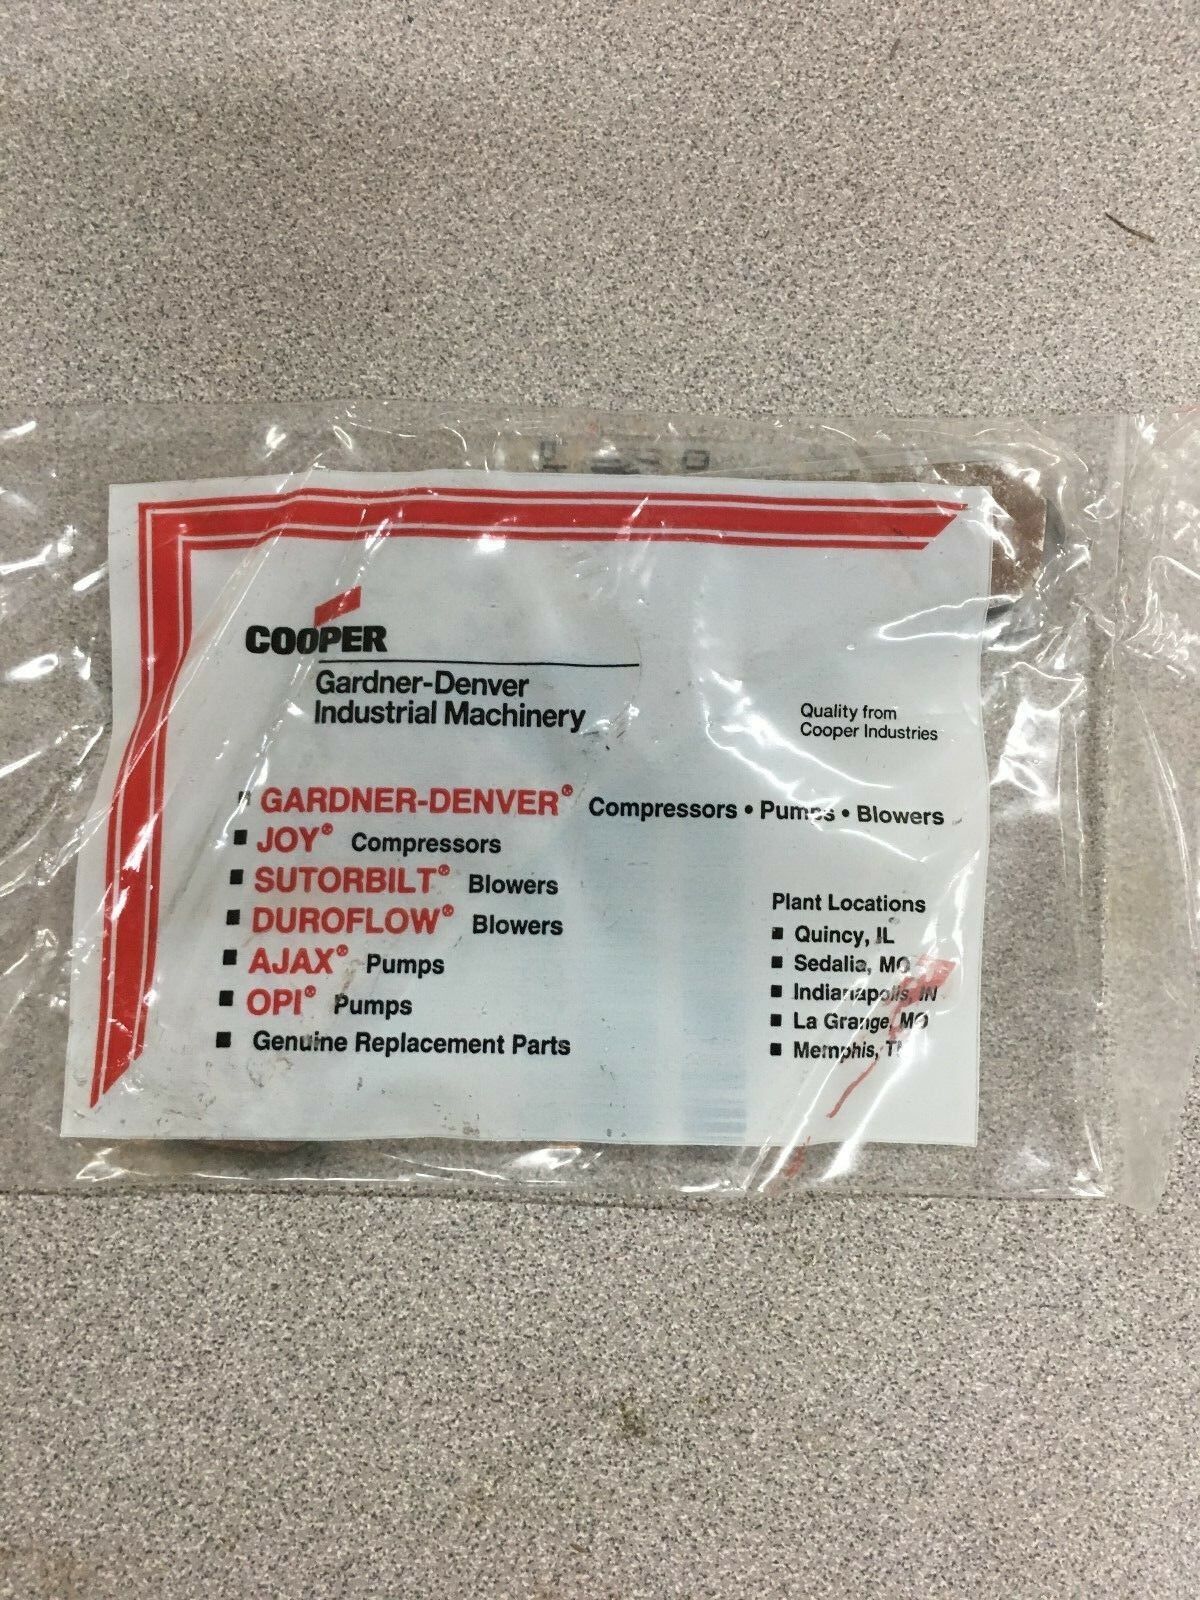 COOPER
Gardner-Denver
Industrial Machinery
Quality from
Cooper Industries
▪ GARDNER-DENVER® Compressors • Pumps • Blowers
▪ JOY® Compressors
▪ SUTORBILT® Blowers
▪ DUROFLOW® Blowers
▪ AJAX® Pumps
▪ OPI® Pumps
▪ Genuine Replacement Parts
Plant Locations
▪ Quincy, IL
▪ Sedalia, MO
▪ Indianapolis, IN
▪ La Grange, MO
▪ Memphis, TN